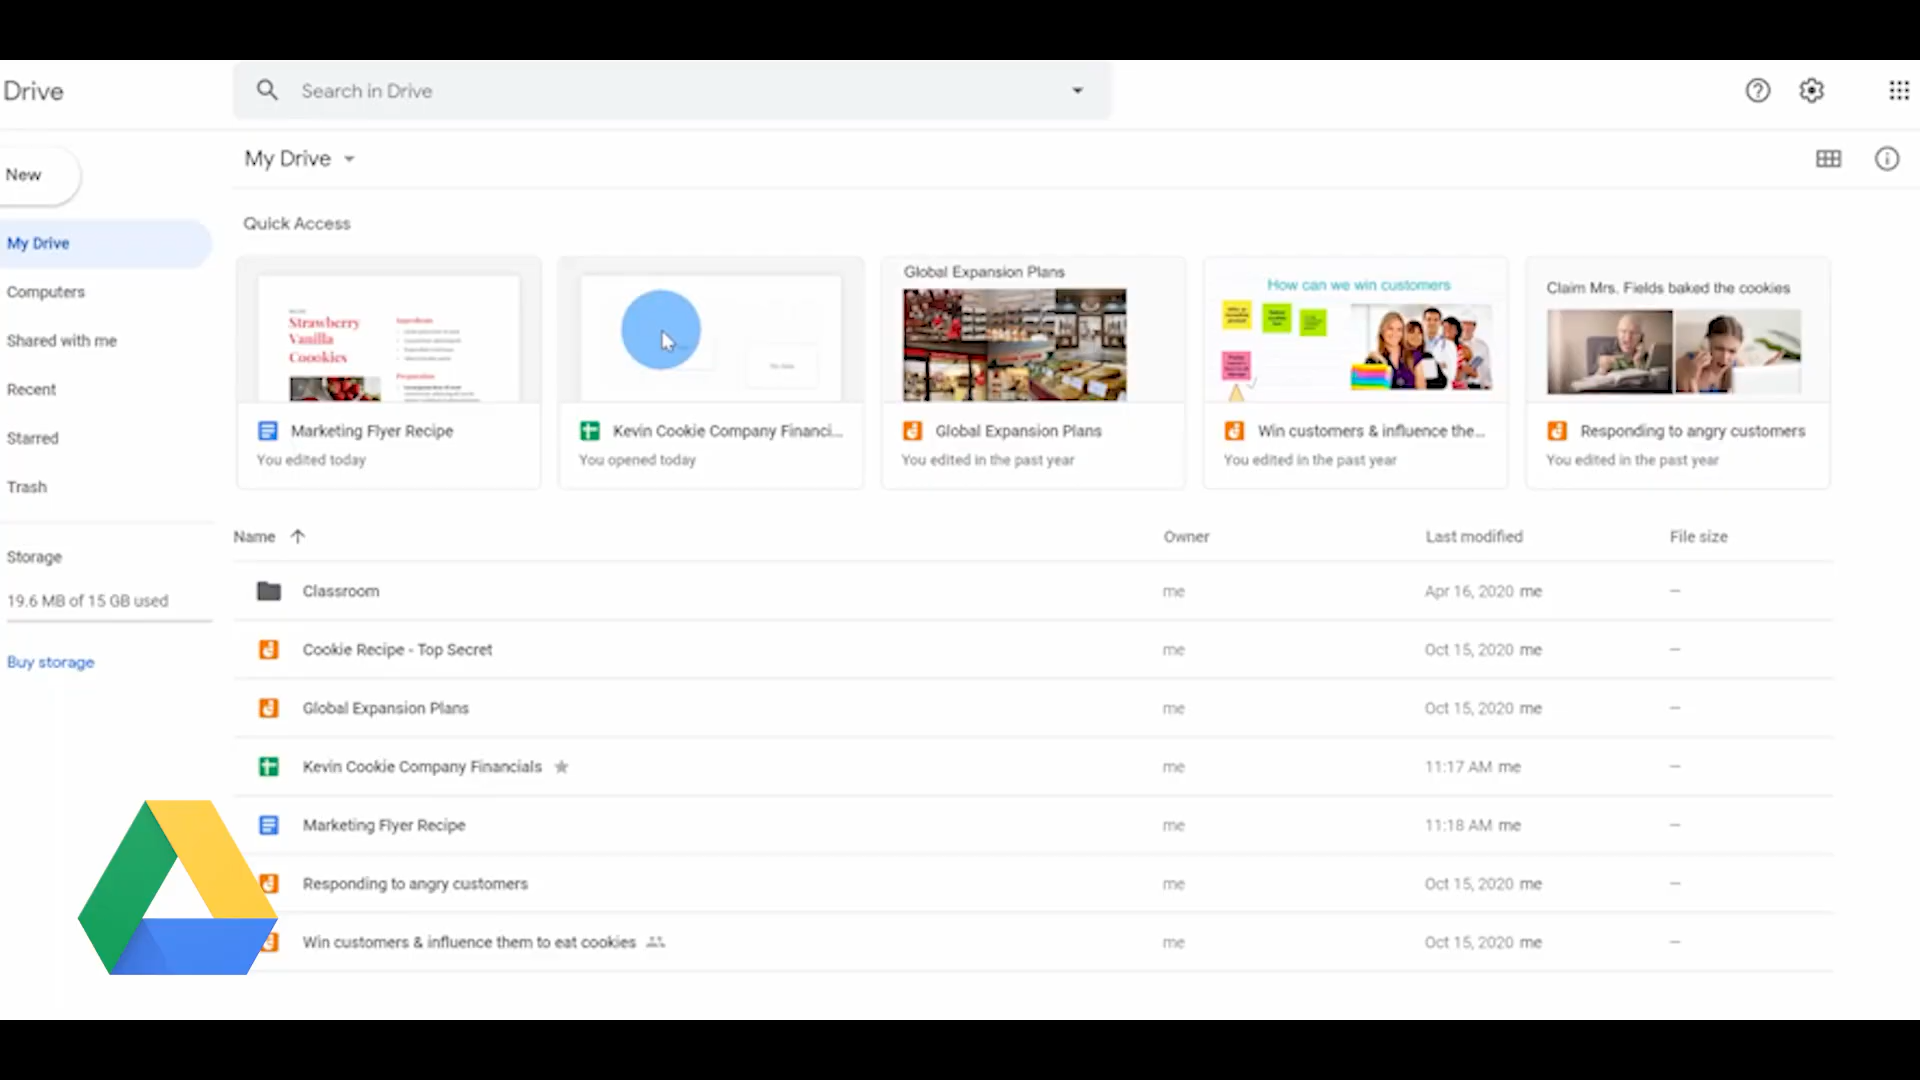 Drive
Search in Drive
New
My Drive
Quick Access
My Drive
Computers
Shared with me
Recent
Starred
Trash
Storage
19.6 MB of 15 GB used
Buy storage
Strawberry
Vanilla
Coookies
Ingredients
Preparation
Marketing Flyer Recipe
You edited today
Kevin Cookie Company Financi...
You opened today
Global Expansion Plans
Global Expansion Plans
You edited in the past year
How can we win customers
Win customers & influence the...
You edited in the past year
Claim Mrs. Fields baked the cookies
Responding to angry customers
You edited in the past year
Name Owner Last modified File size
Classroom me Apr 16, 2020 me –
Cookie Recipe - Top Secret me Oct 15, 2020 me –
Global Expansion Plans me Oct 15, 2020 me –
Kevin Cookie Company Financials me 11:17 AM me –
Marketing Flyer Recipe me 11:18 AM me –
Responding to angry customers me Oct 15, 2020 me –
Win customers & influence them to eat cookies me Oct 15, 2020 me –